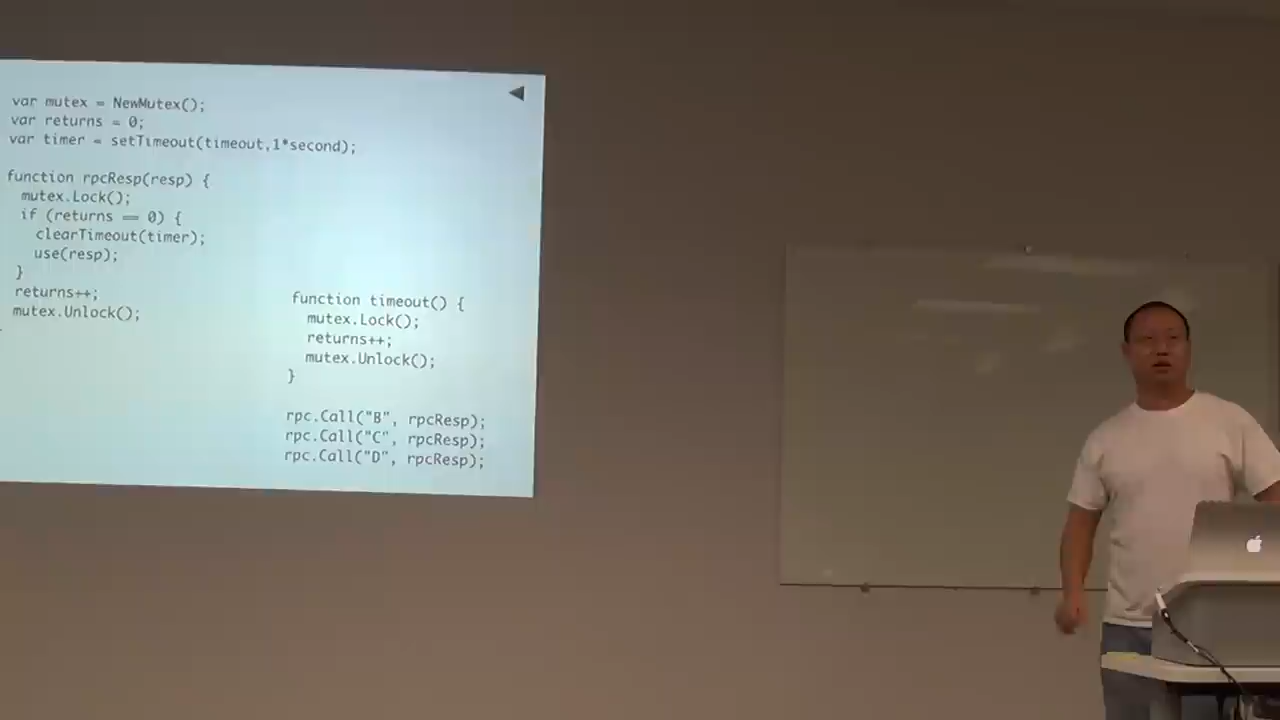 var mutex = NewMutex();
var returns = 0;
var timer = setTimeout(timeout,1*second);
function rpcResp(resp) {
mutex.Lock();
if (returns == 0) {
clearTimeout(timer);
use(resp);
}
returns++;
mutex.Unlock();
function timeout() {
mutex.Lock();
returns++;
mutex.Unlock();
}
rpc.Call("B", rpcResp);
rpc.Call("C", rpcResp);
rpc.Call("D", rpcResp);